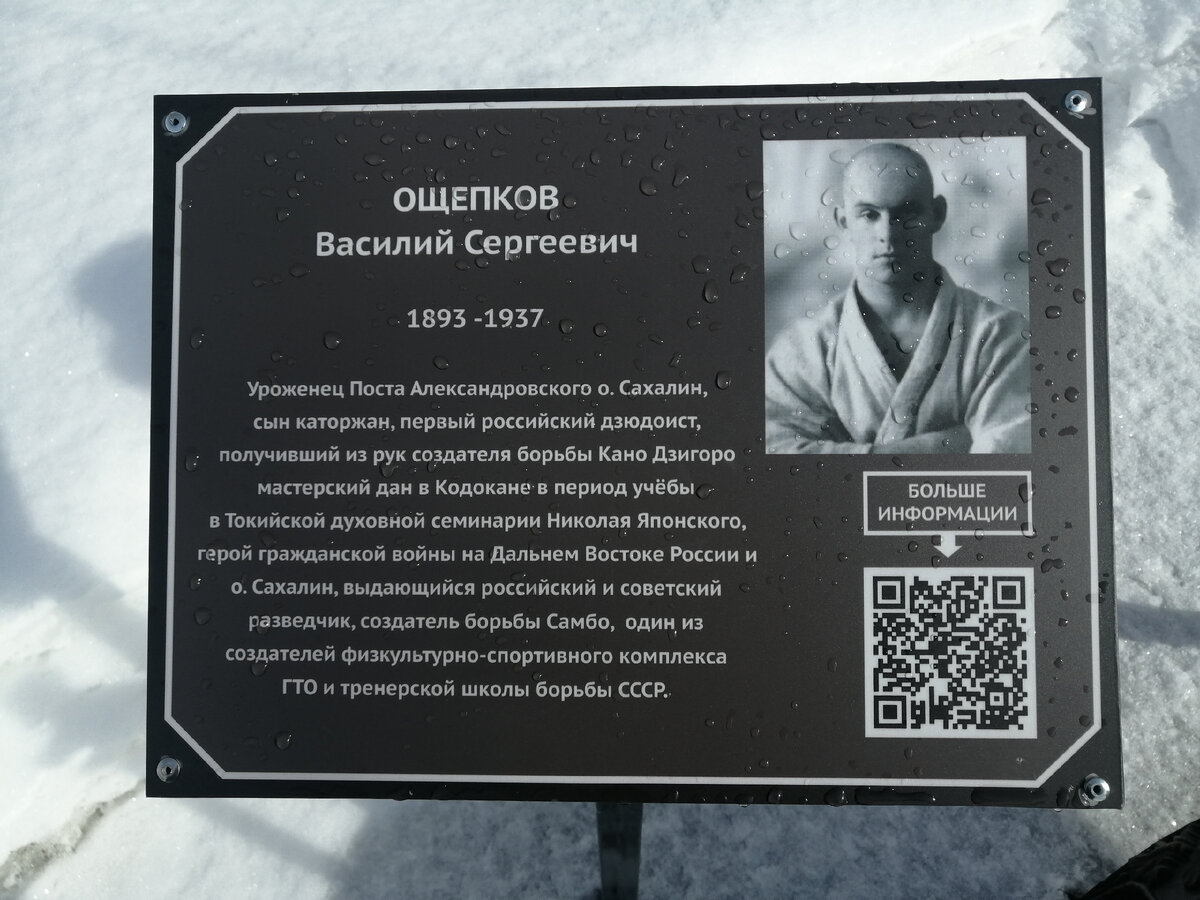 ОЩЕПКОВ
Василий Сергеевич
1893 -1937
Уроженец Поста Александровского о. Сахалин,
сын каторжан, первый российский дзюдоист,
получивший из рук создателя борьбы Кано Дзигоро
мастерский дан в Кодокане в период учёбы
в Токийской духовной семинарии Николая Японского,
герой гражданской войны на Дальнем Востоке России и
о. Сахалин, выдающийся российский и советский
разведчик, создатель борьбы Самбо, один из
создателей физкультурно-спортивного комплекса
ГТО и тренерской школы борьбы СССР.
БОЛЬШЕ
ИНФОРМАЦИИ